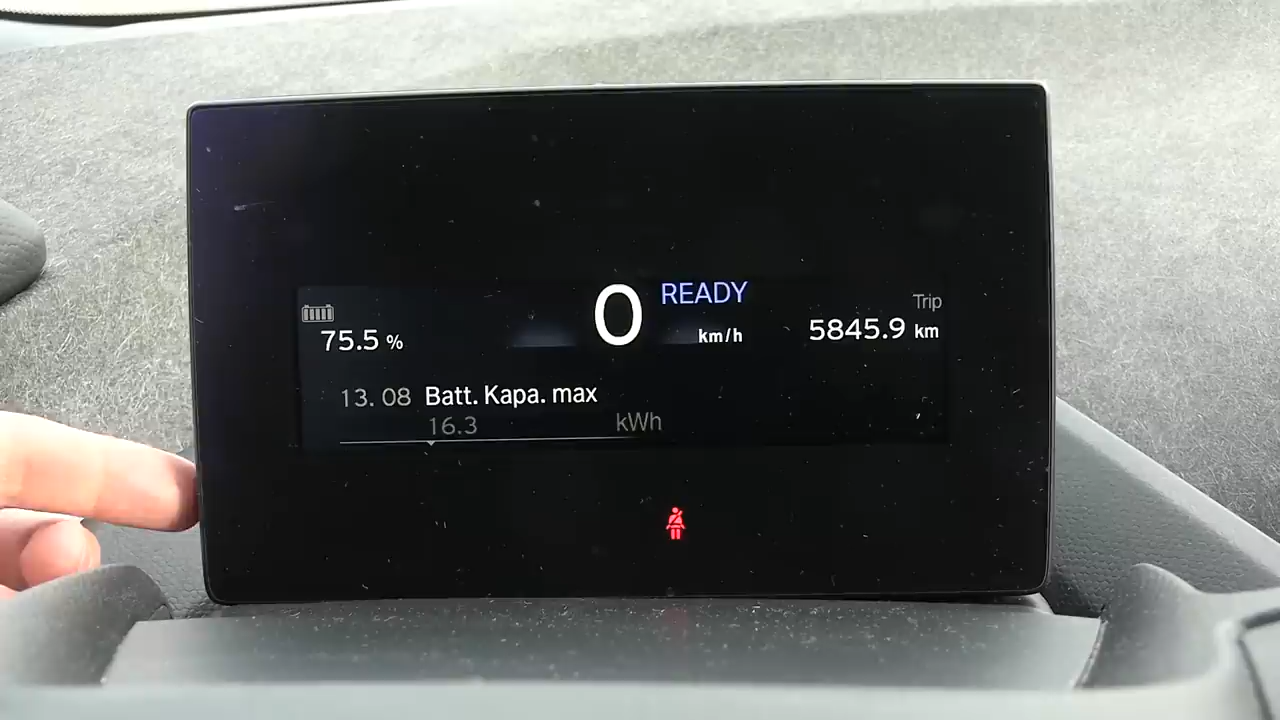 0 READY
km/h
75.5 %
Trip
5845.9 km
13. 08 Batt. Kapa. max
16.3 kWh